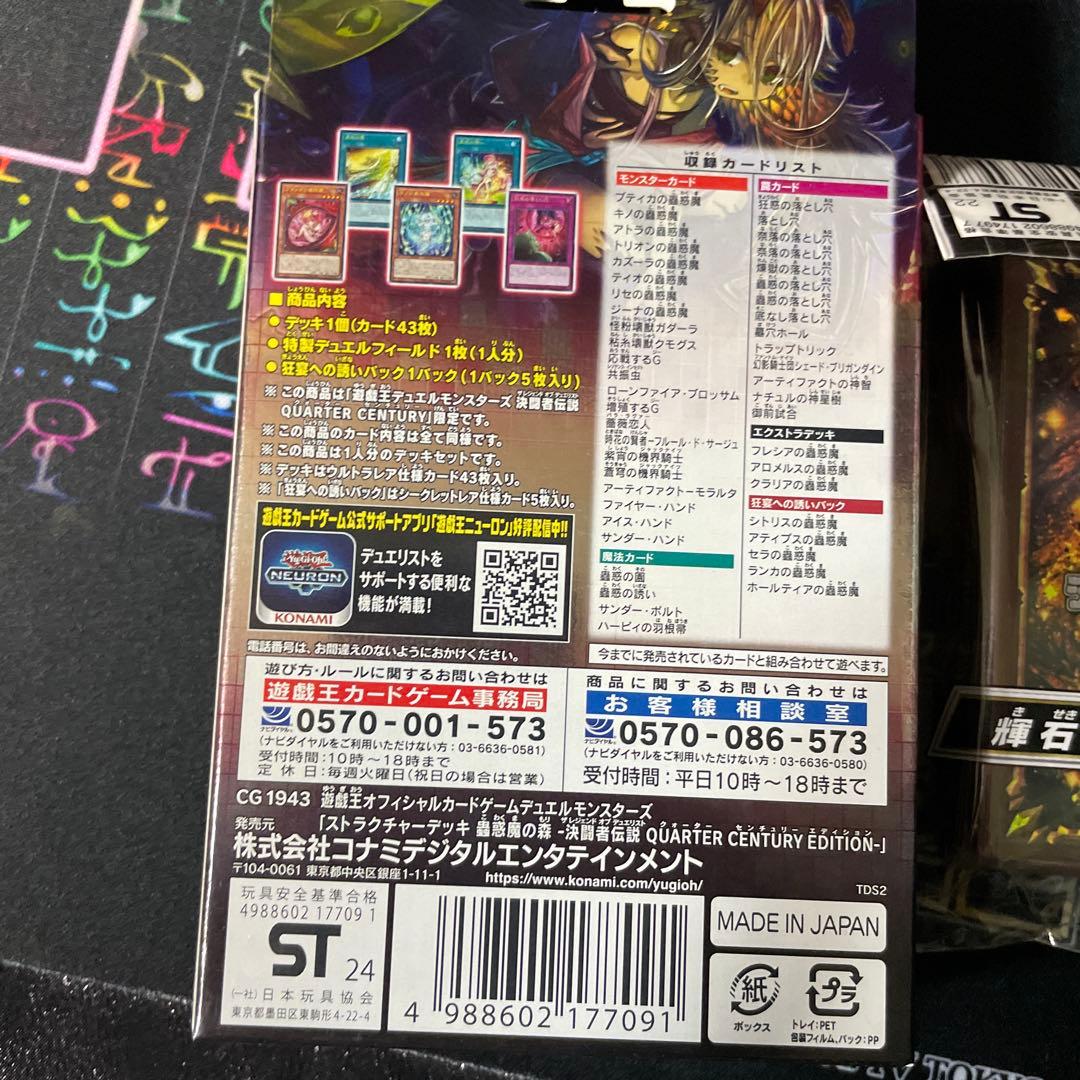 収録カードリスト
モンスターカード
プティカの蟲惑魔
キノの蟲惑魔
アトラの蟲惑魔
トリオンの蟲惑魔
カズーラの蟲惑魔
ティオの蟲惑魔
リセの蟲惑魔
ジーナの蟲惑魔
怪粉壊獣ガダーラ
粘糸壊獣クモグス
応戦するG
共振虫
ローンファイア・ブロッサム
増殖するG
薔薇恋人
時花の賢者-フルール・ド・サージュ
紫宵の機界騎士
蒼穹の機界騎士
アーティファクト-モラルタ
ファイヤー・ハンド
アイス・ハンド
サンダー・ハンド
魔法カード
蟲惑の園
蟲惑の誘い
サンダー・ボルト
ハーピィの羽根帚
罠カード
狂惑の落とし穴
落とし穴
奈落の落とし穴
煉獄の落とし穴
蟲惑の落とし穴
底なし落とし穴
墓穴ホール
トラップトリック
幻影騎士団シェード・ブリガンダイン
アーティファクトの神智
ナチュルの神星樹
御前試合
エクストラデッキ
フレシアの蟲惑魔
アロメルスの蟲惑魔
クラリアの蟲惑魔
狂宴への誘いパック
シトリスの蟲惑魔
アティプスの蟲惑魔
セラの蟲惑魔
ランカの蟲惑魔
ホールティアの蟲惑魔
■商品内容
● デッキ1個(カード43枚)
● 特製デュエルフィールド 1枚(1人分)
● 狂宴への誘いパック1パック(1パック5枚入り)
※ この商品は「遊戯王デュエルモンスターズ 決闘者伝説
QUARTER CENTURY」限定です。
※ この商品のカード内容は全て同様です。
※ この商品は1人分のデッキセットです。
※ デッキはウルトラレア仕様カード43枚入り。
※「狂宴への誘いパック」はシークレットレア仕様カード5枚入り。
遊戯王カードゲーム公式サポートアプリ「遊戯王ニューロン」好評配信中!!
Yu-Gi-Oh!
NEURON
KONAMI
デュエリストを
サポートする便利な
機能が満載!
電話番号は、お間違えのないようにおかけください。
今までに発売されているカードと組み合わせて遊べます。
遊び方・ルールに関するお問い合わせは
遊戯王カードゲーム事務局
ナビダイヤル 0570-001-573
(ナビダイヤルをご利用いただけない方:03-6636-0581)
受付時間:10時〜18時まで
定休日:毎週火曜日(祝日の場合は営業)
商品に関するお問い合わせは
お客様相談室
ナビダイヤル 0570-086-573
(ナビダイヤルをご利用いただけない方:03-6636-0580)
受付時間:平日10時〜18時まで
CG1943 遊戯王オフィシャルカードゲームデュエルモンスターズ
「ストラクチャーデッキ 蟲惑魔の森 -決闘者伝説 QUARTER CENTURY EDITION-」
発売元
株式会社コナミデジタルエンタテインメント
〒104-0061 東京都中央区銀座1-11-1
https://www.konami.com/yugioh/
TDS2
玩具安全基準合格
4988602 17709 1
ST 24
(一社)日本玩具協会
東京都墨田区東駒形4-22-4
4 988602 177091
MADE IN JAPAN
紙
ボックス
プラ
トレイ:PET
包装フィルム、パック:PP
ST
22
輝石
TOKYO